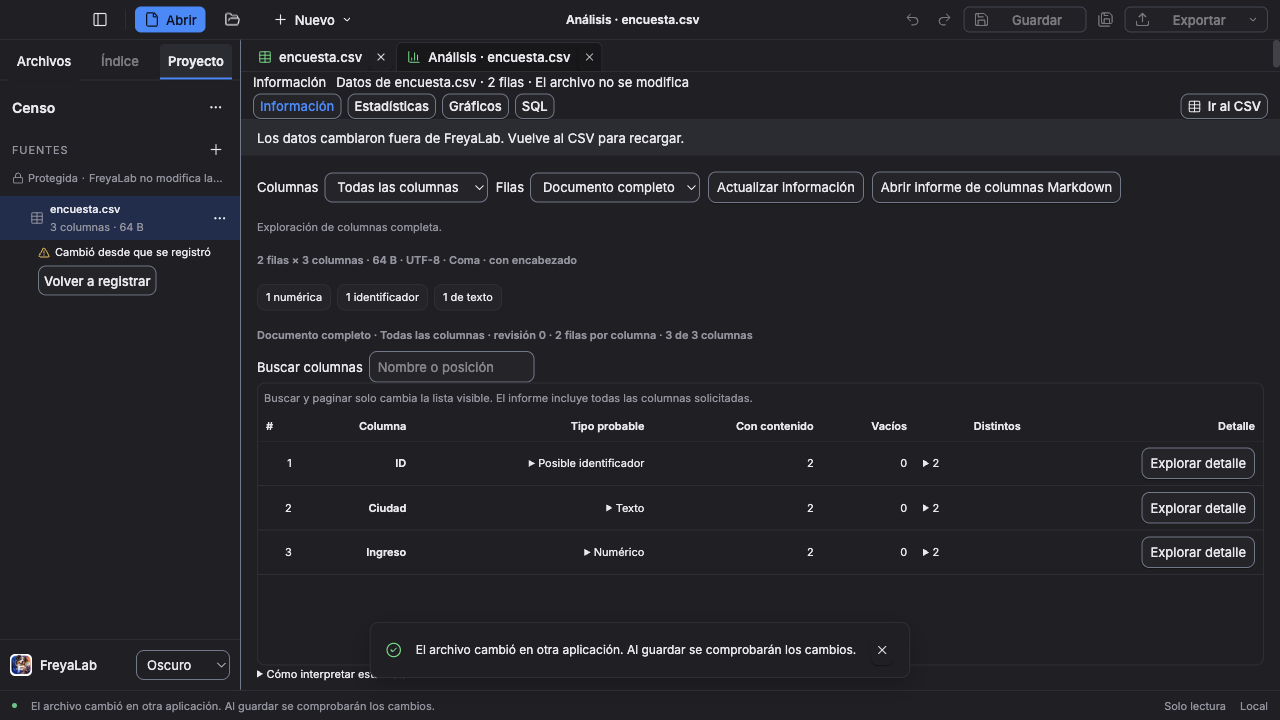 Abrir
Nuevo
Análisis · encuesta.csv
Guardar
Exportar
Archivos
Índice
Proyecto
encuesta.csv
Análisis · encuesta.csv
Información Datos de encuesta.csv · 2 filas · El archivo no se modifica
Información
Estadísticas
Gráficos
SQL
Ir al CSV
Los datos cambiaron fuera de FreyaLab. Vuelve al CSV para recargar.
Censo
FUENTES
Protegida · FreyaLab no modifica la...
encuesta.csv
3 columnas · 64 B
Cambió desde que se registró
Volver a registrar
Columnas Todas las columnas Filas Documento completo Actualizar información Abrir informe de columnas Markdown
Exploración de columnas completa.
2 filas × 3 columnas · 64 B · UTF-8 · Coma · con encabezado
1 numérica 1 identificador 1 de texto
Documento completo · Todas las columnas · revisión 0 · 2 filas por columna · 3 de 3 columnas
Buscar columnas Nombre o posición
Buscar y paginar solo cambia la lista visible. El informe incluye todas las columnas solicitadas.
# Columna Tipo probable Con contenido Vacíos Distintos Detalle
1 ID Posible identificador 2 0 2 Explorar detalle
2 Ciudad Texto 2 0 2 Explorar detalle
3 Ingreso Numérico 2 0 2 Explorar detalle
El archivo cambió en otra aplicación. Al guardar se comprobarán los cambios.
Cómo interpretar
FreyaLab
Oscuro
El archivo cambió en otra aplicación. Al guardar se comprobarán los cambios.
Solo lectura Local